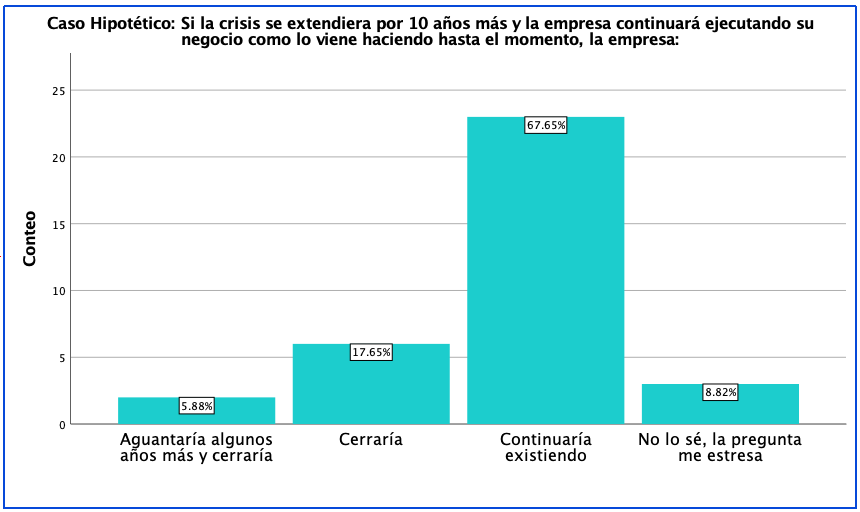 Caso Hipotético: Si la crisis se extendiera por 10 años más y la empresa continuará ejecutando su
negocio como lo viene haciendo hasta el momento, la empresa:
25
20
15
10
5
0
Conteo
5.88%
17.65%
67.65%
8.82%
Aguantaría algunos
años más y cerraría
Cerraría
Continuaría
existiendo
No lo sé, la pregunta
me estresa